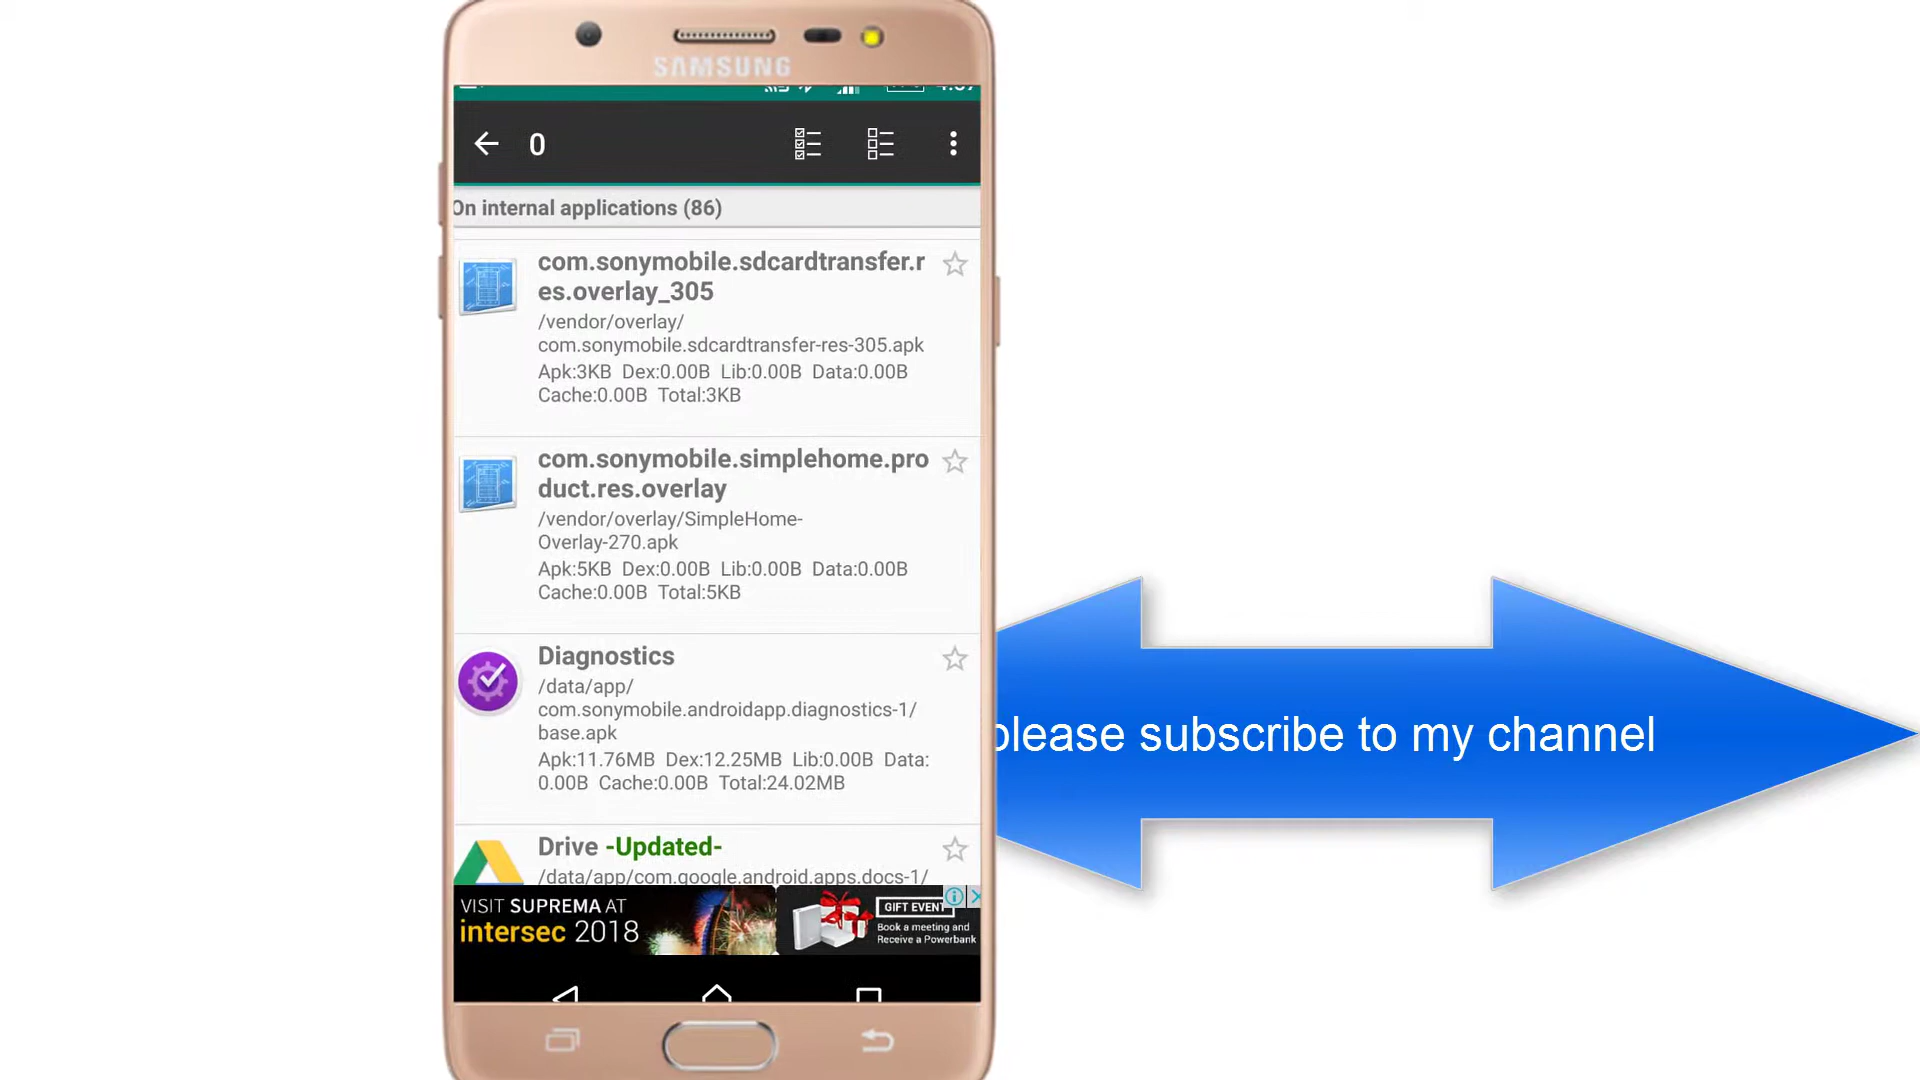 SAMSUNG
0
On internal applications (86)
com.sonymobile.sdcardtransfer.r
es.overlay_305
/vendor/overlay/
com.sonymobile.sdcardtransfer-res-305.apk
Apk:3KB Dex:0.00B Lib:0.00B Data:0.00B
Cache:0.00B Total:3KB
com.sonymobile.simplehome.pro
duct.res.overlay
/vendor/overlay/SimpleHome-
Overlay-270.apk
Apk:5KB Dex:0.00B Lib:0.00B Data:0.00B
Cache:0.00B Total:5KB
Diagnostics
/data/app/
com.sonymobile.androidapp.diagnostics-1/
base.apk
Apk:11.76MB Dex:12.25MB Lib:0.00B Data:
0.00B Cache:0.00B Total:24.02MB
Drive -Updated-
/data/app/com.google.android.apps.docs-1/
VISIT SUPREMA AT
intersec 2018
GIFT EVENT
Book a meeting and
Receive a Powerbank
please subscribe to my channel